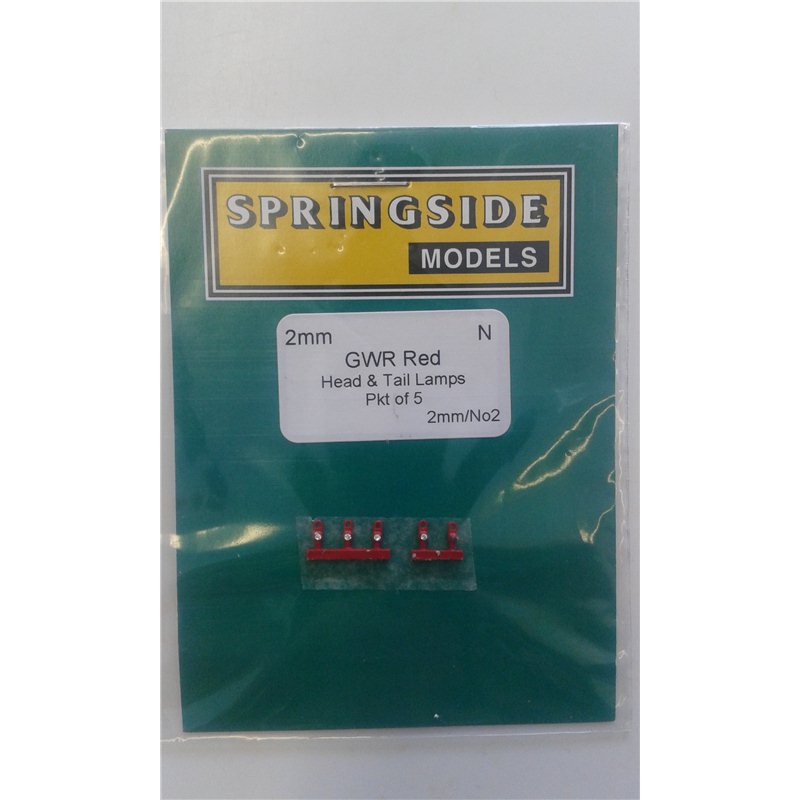 SPRINGSIDE
MODELS
2mm N
GWR Red
Head & Tail Lamps
Pkt of 5
2mm/No2